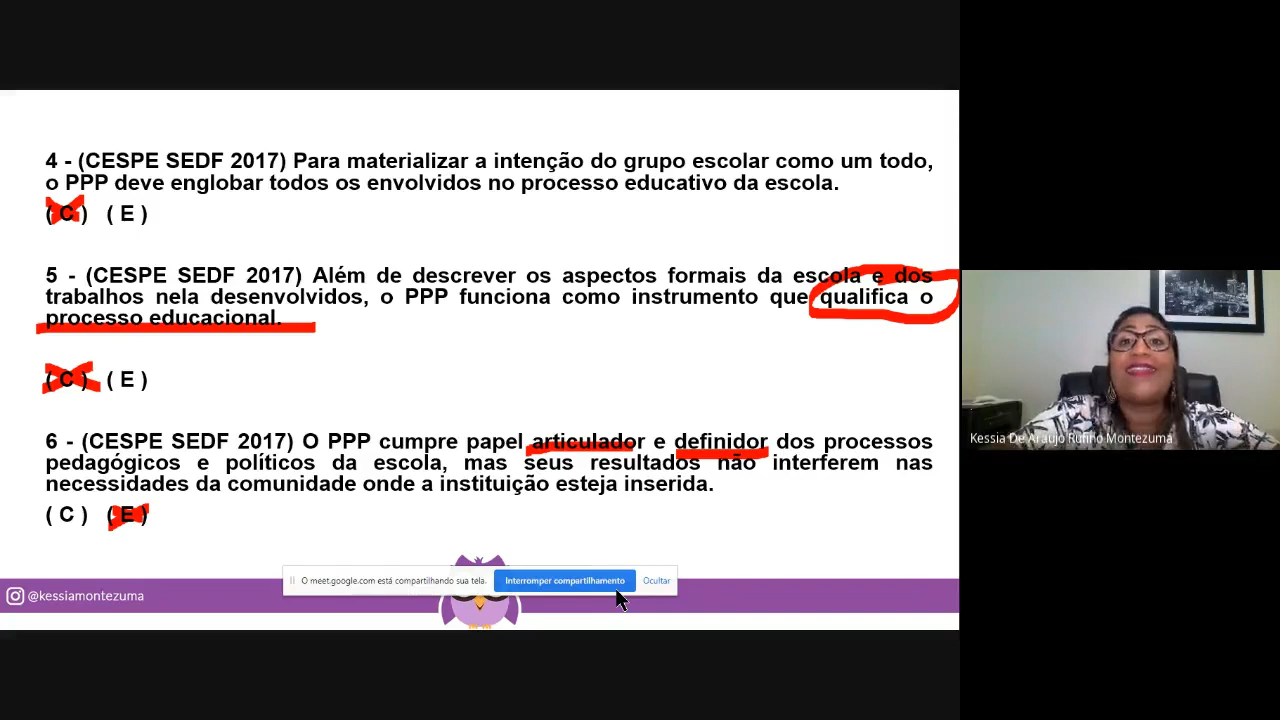 4 - (CESPE SEDF 2017) Para materializar a intenção do grupo escolar como um todo,
o PPP deve englobar todos os envolvidos no processo educativo da escola.
( C ) ( E )
5 - (CESPE SEDF 2017) Além de descrever os aspectos formais da escola e dos
trabalhos nela desenvolvidos, o PPP funciona como instrumento que qualifica o
processo educacional.
( C ) ( E )
6 - (CESPE SEDF 2017) O PPP cumpre papel articulador e definidor dos processos
pedagógicos e políticos da escola, mas seus resultados não interferem nas
necessidades da comunidade onde a instituição esteja inserida.
( C ) ( E )
O meet.google.com está compartilhando sua tela. Interromper compartilhamento Ocultar
@kessiamontezuma
Kessia De Araujo Rufino Montezuma